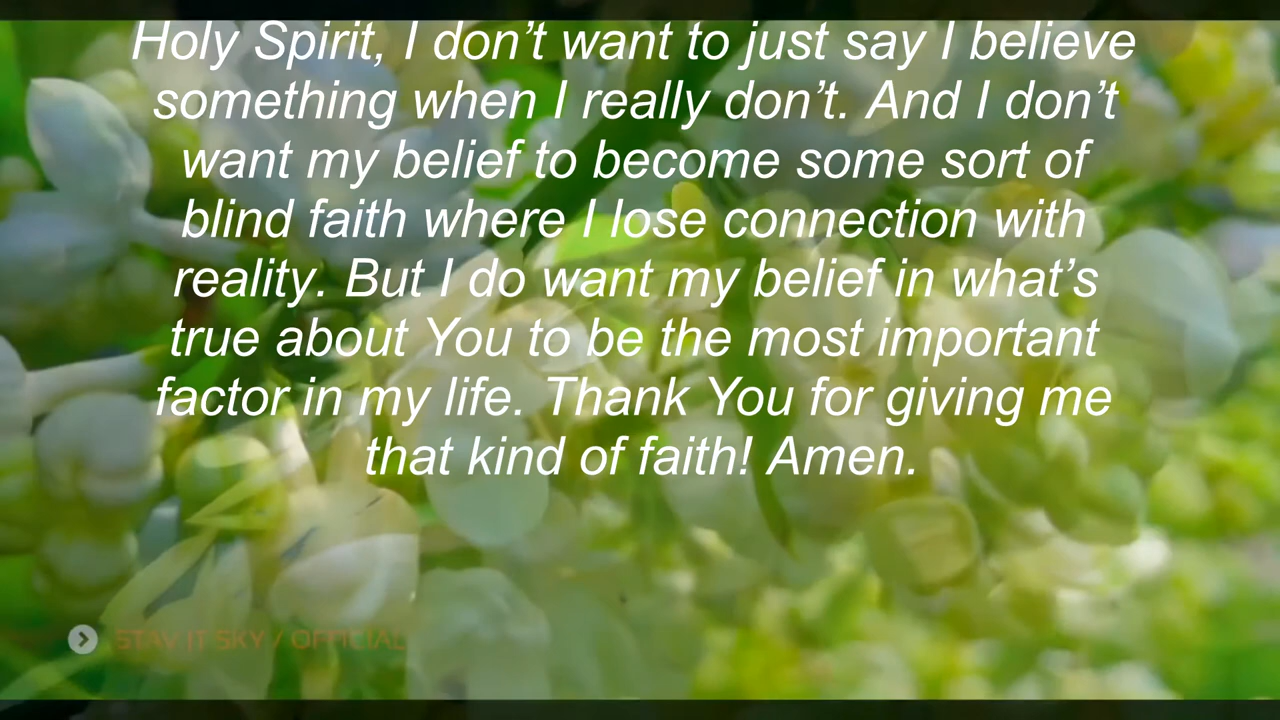 Holy Spirit, I don’t want to just say I believe
something when I really don’t. And I don’t
want my belief to become some sort of
blind faith where I lose connection with
reality. But I do want my belief in what’s
true about You to be the most important
factor in my life. Thank You for giving me
that kind of faith! Amen.
SKY / OFFICIAL